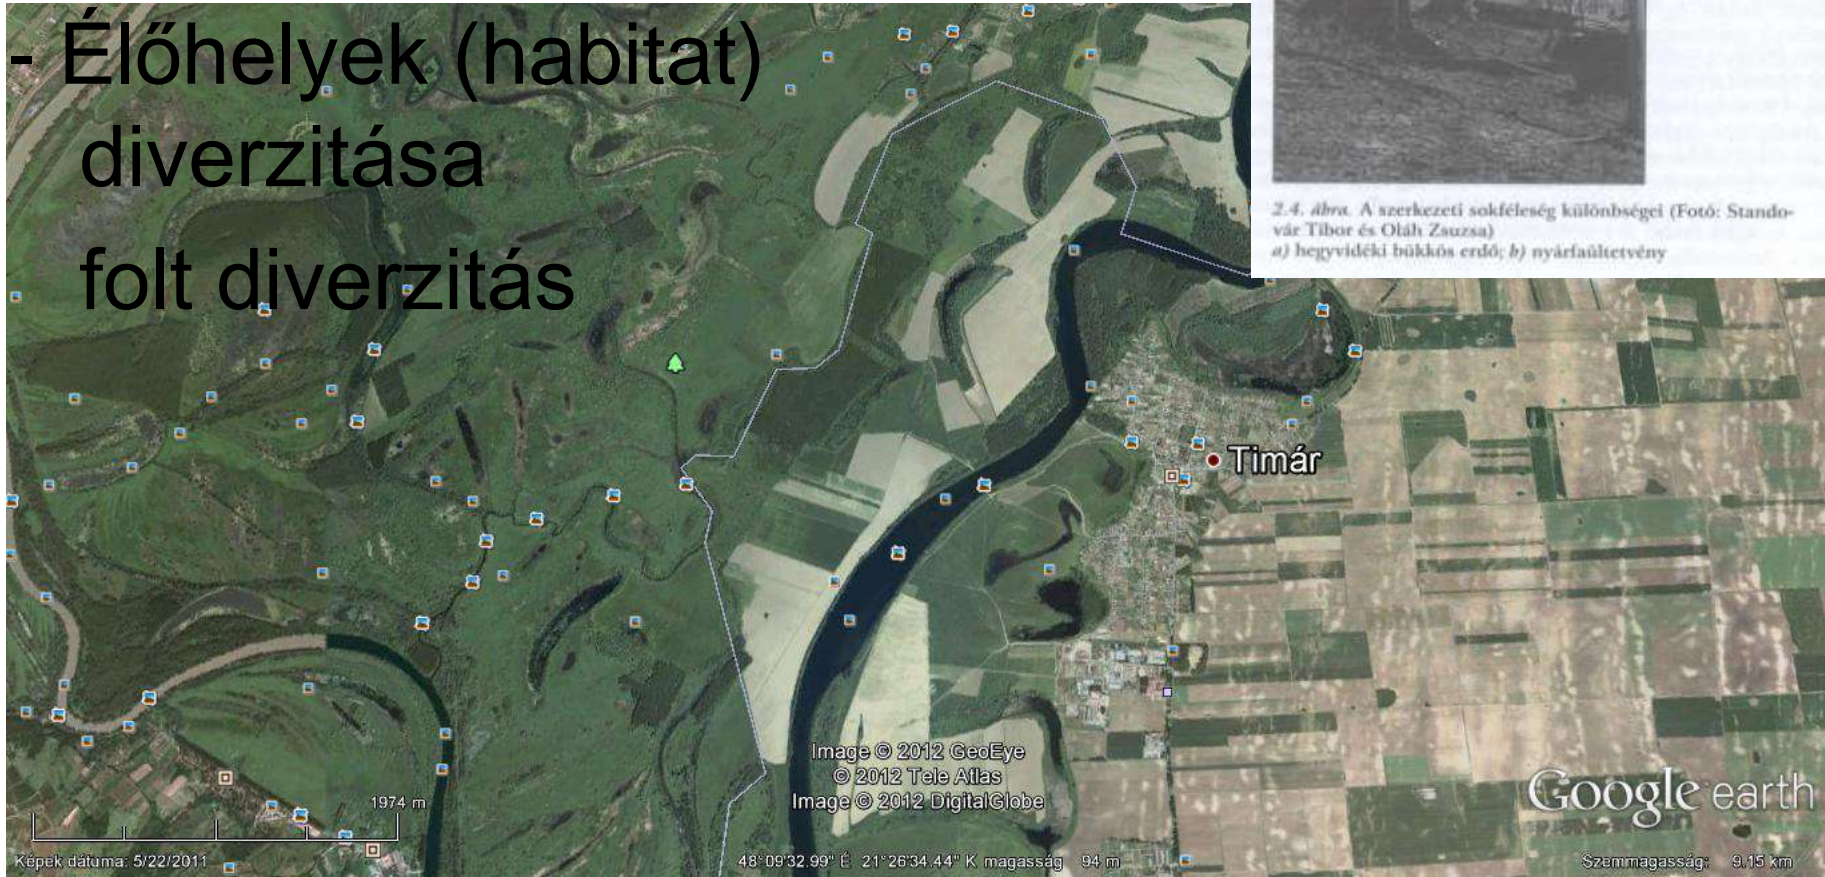 - Élőhelyek (habitat)
diverzitása
folt diverzitás
2.4. ábra. A szerkezeti sokféleség különbségei (Fotó: Stando-
vár Tibor és Oláh Zsuzsa)
a) hegyvidéki bükkös erdő; b) nyárfaültetvény
Timár
Image © 2012 GeoEye
© 2012 Tele Atlas
Image © 2012 DigitalGlobe
Google earth
1974 m
Képek dátuma: 5/22/2011
48°09'32.99" É 21°26'34.44" K magasság 94 m
Szemmagasság: 9.15 km